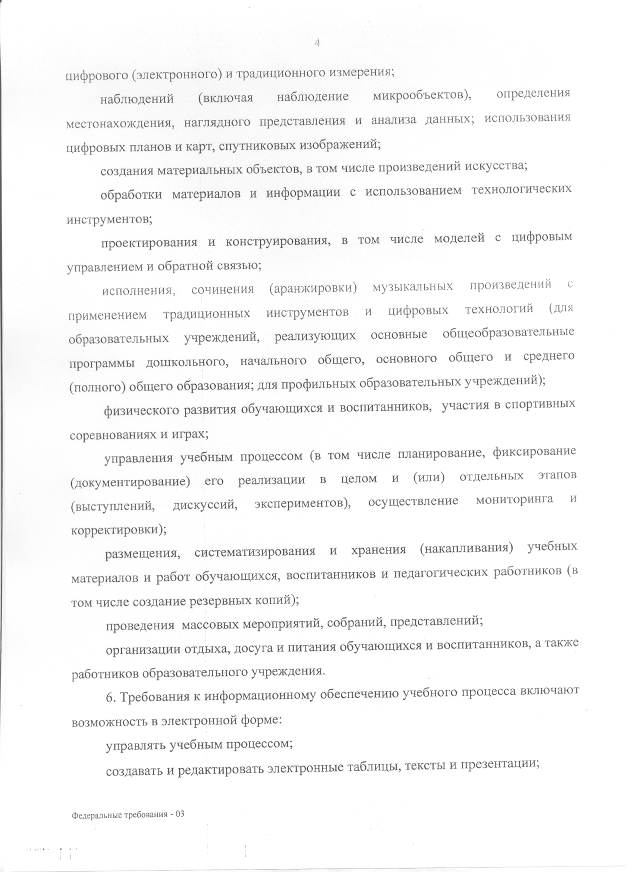 4
цифрового (электронного) и традиционного измерения;
наблюдений (включая наблюдение микрообъектов), определения
местонахождения, наглядного представления и анализа данных; использования
цифровых планов и карт, спутниковых изображений;
создания материальных объектов, в том числе произведений искусства;
обработки материалов и информации с использованием технологических
инструментов;
проектирования и конструирования, в том числе моделей с цифровым
управлением и обратной связью;
исполнения, сочинения (аранжировки) музыкальных произведений с
применением традиционных инструментов и цифровых технологий (для
образовательных учреждений, реализующих основные общеобразовательные
программы дошкольного, начального общего, основного общего и среднего
(полного) общего образования; для профильных образовательных учреждений);
физического развития обучающихся и воспитанников, участия в спортивных
соревнованиях и играх;
управления учебным процессом (в том числе планирование, фиксирование
(документирование) его реализации в целом и (или) отдельных этапов
(выступлений, дискуссий, экспериментов), осуществление мониторинга и
корректировки);
размещения, систематизирования и хранения (накапливания) учебных
материалов и работ обучающихся, воспитанников и педагогических работников (в
том числе создание резервных копий);
проведения массовых мероприятий, собраний, представлений;
организации отдыха, досуга и питания обучающихся и воспитанников, а также
работников образовательного учреждения.
6. Требования к информационному обеспечению учебного процесса включают
возможность в электронной форме:
управлять учебным процессом;
создавать и редактировать электронные таблицы, тексты и презентации;
Федеральные требования - 03